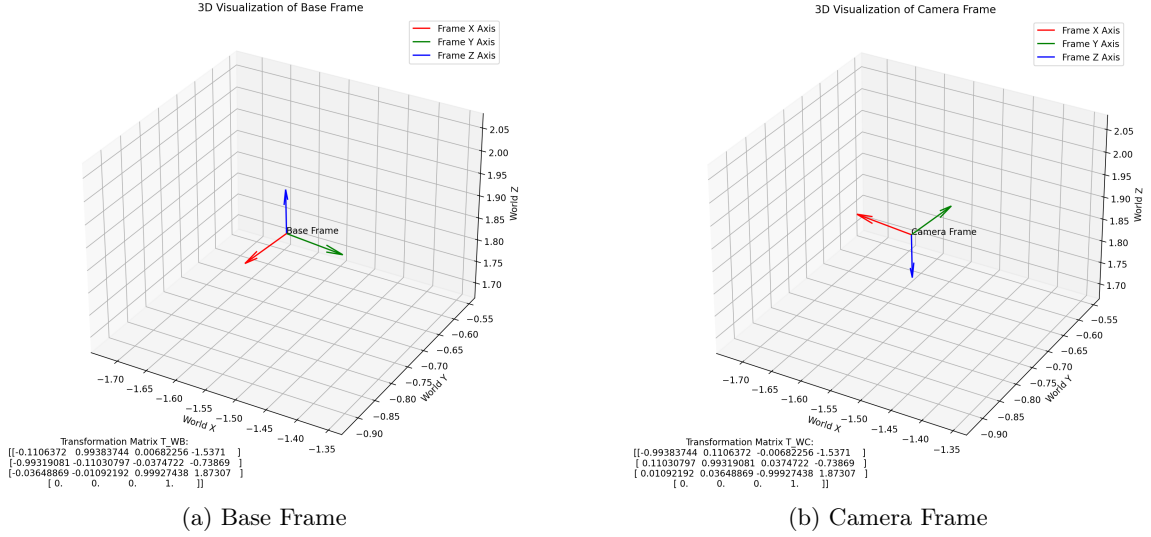 3D Visualization of Base Frame
Frame X Axis
Frame Y Axis
Frame Z Axis
2.05
2.00
1.95
1.90
1.85
1.80
1.75
1.70
World Z
Base Frame
−0.55
−0.60
−0.65
−0.70
−0.75
−0.80
−0.85
−0.90
World Y
−1.70
−1.65
−1.60
−1.55
−1.50
−1.45
−1.40
−1.35
World X
Transformation Matrix T_WB:
[[-0.1106372 0.99383744 0.00682256 -1.5371 ]
[-0.99319081 -0.11030797 -0.0374722 -0.73869 ]
[-0.03648869 -0.01092192 0.99927438 1.87307 ]
[ 0. 0. 0. 1. ]]
(a) Base Frame
3D Visualization of Camera Frame
Frame X Axis
Frame Y Axis
Frame Z Axis
2.05
2.00
1.95
1.90
1.85
1.80
1.75
1.70
World Z
Camera Frame
−0.55
−0.60
−0.65
−0.70
−0.75
−0.80
−0.85
−0.90
World Y
−1.70
−1.65
−1.60
−1.55
−1.50
−1.45
−1.40
−1.35
World X
Transformation Matrix T_WC:
[[-0.99383744 0.1106372 -0.00682256 -1.5371 ]
[ 0.11030797 0.99319081 0.0374722 -0.73869 ]
[ 0.01092192 0.03648869 -0.99927438 1.87307 ]
[ 0. 0. 0. 1. ]]
(b) Camera Frame